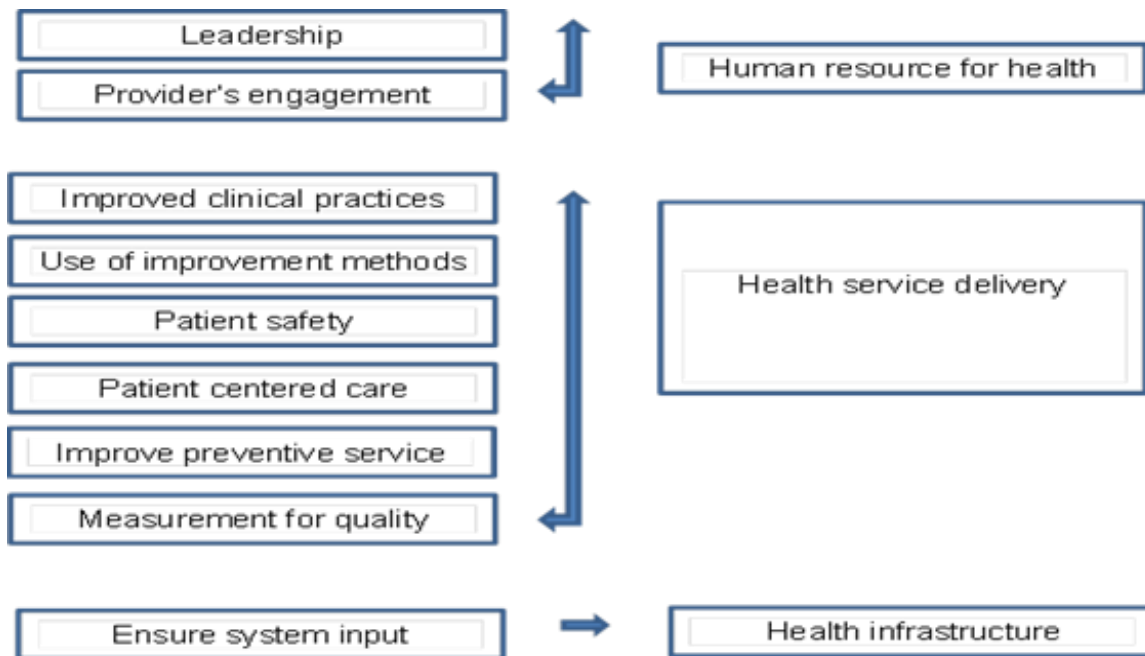 Leadership
Provider's engagement
Human resource for health
Improved clinical practices
Use of improvement methods
Patient safety
Patient centered care
Improve preventive service
Measurement for quality
Health service delivery
Ensure system input
Health infrastructure